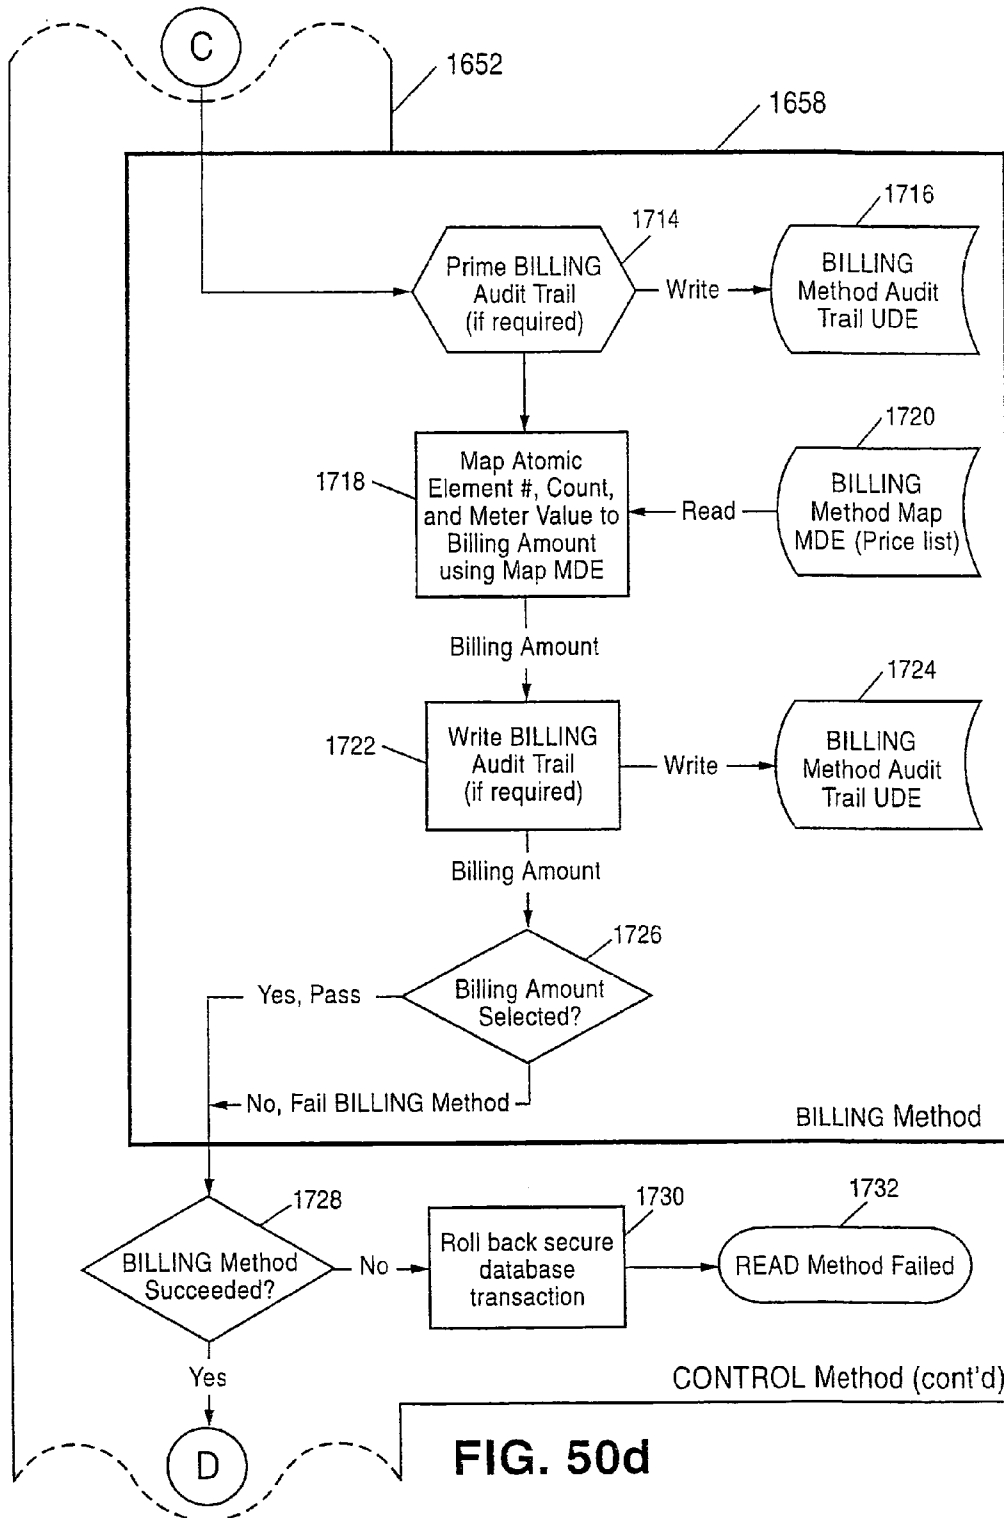 C
1652
1658
1714
Prime BILLING
Audit Trail
(if required)
Write
1716
BILLING
Method Audit
Trail UDE
1718
Map Atomic
Element #, Count,
and Meter Value to
Billing Amount
using Map MDE
Read
1720
BILLING
Method Map
MDE (Price list)
Billing Amount
1722
Write BILLING
Audit Trail
(if required)
Write
1724
BILLING
Method Audit
Trail UDE
Billing Amount
1726
Billing Amount
Selected?
Yes, Pass
No, Fail BILLING Method
BILLING Method
1728
BILLING Method
Succeeded?
No
1730
Roll back secure
database
transaction
1732
READ Method Failed
Yes
CONTROL Method (cont'd)
D
FIG. 50d